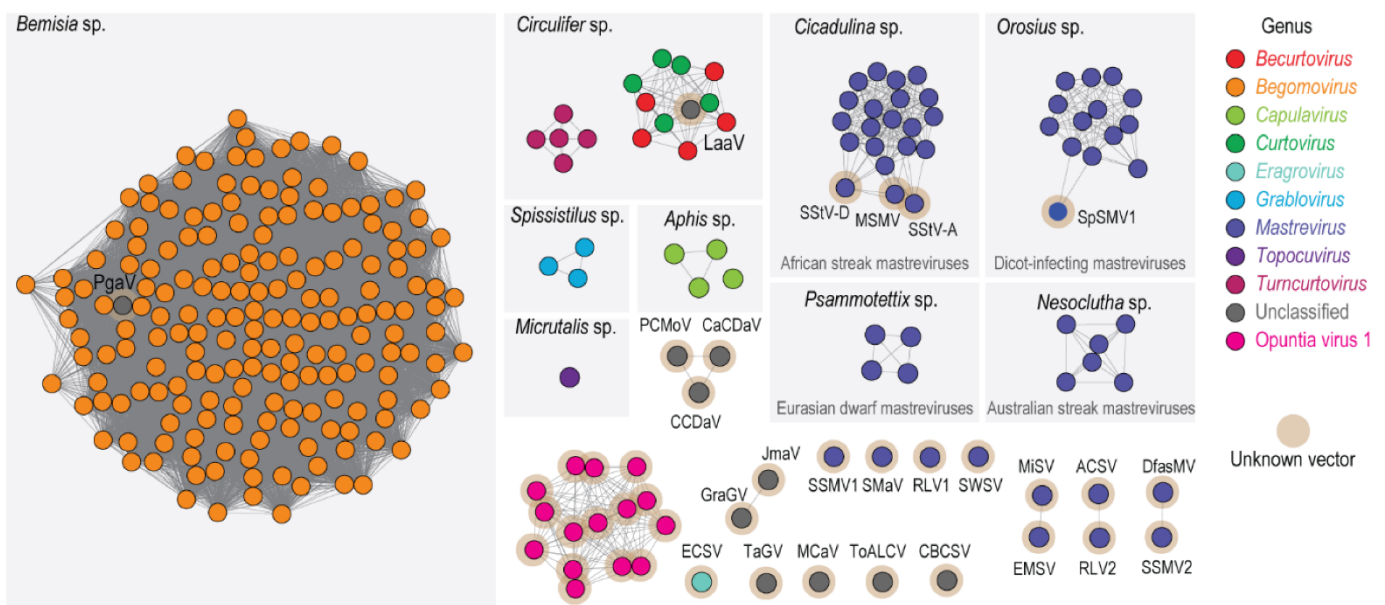 Bemisia sp.
PgaV
Circulifer sp.
LaaV
Cicadulina sp.
SStV-D
MSMV
SStV-A
African streak mastreviruses
Orosius sp.
SpSMV1
Dicot-infecting mastreviruses
Spissistilus sp.
Aphis sp.
Micrutalis sp.
PCMoV
CaCDaV
CCDaV
Psammotettix sp.
Eurasian dwarf mastreviruses
Nesoclutha sp.
Australian streak mastreviruses
JmaV
GraGV
SSMV1
SMaV
RLV1
SWSV
MiSV
ACSV
DfasMV
EMSV
RLV2
SSMV2
ECSV
TaGV
MCaV
ToALCV
CBCSV
Genus
Becurtovirus
Begomovirus
Capulavirus
Curtovirus
Eragrovirus
Grablovirus
Mastrevirus
Topocuvirus
Turncurtovirus
Unclassified
Opuntia virus 1
Unknown vector